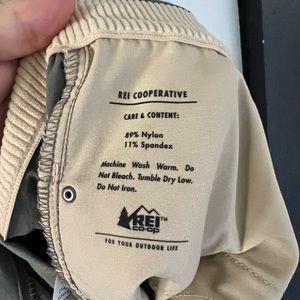 REI COOPERATIVE
CARE & CONTENT:
89% Nylon
11% Spandex
Machine Wash Warm. Do
Not Bleach. Tumble Dry Low.
Do Not Iron.
REI™
CO-OP
FOR YOUR OUTDOOR LIFE